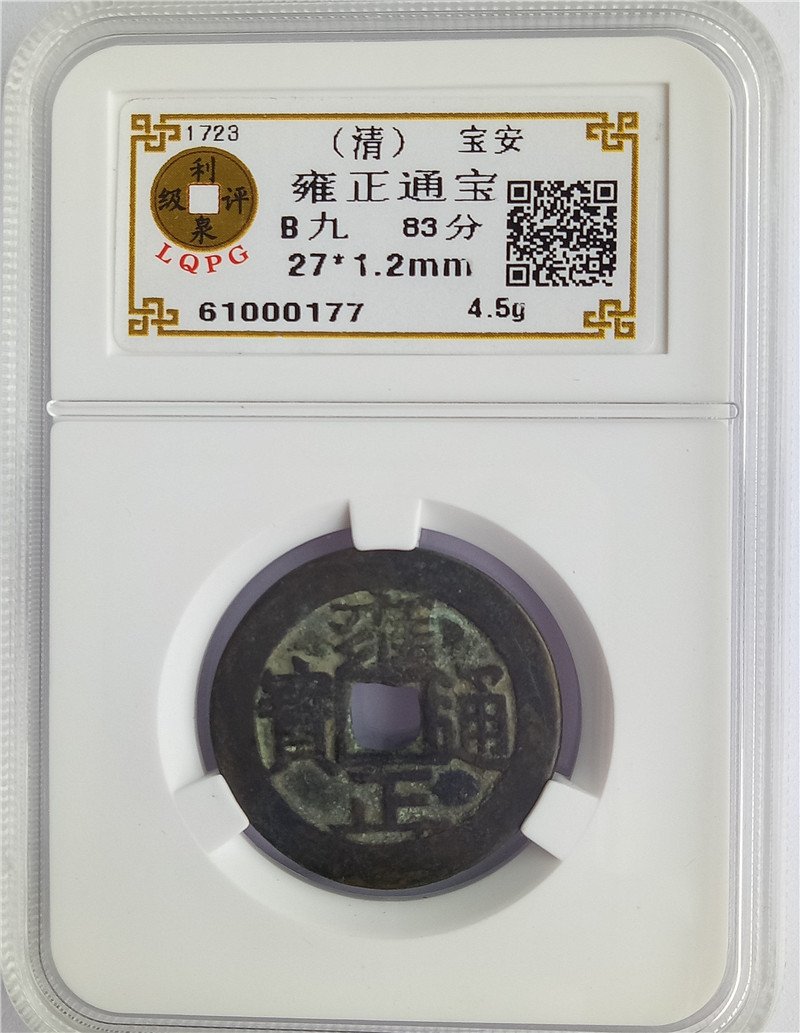 1723
(清) 宝安
利泉评级
LQPG
雍正通宝
B九 83分
27*1.2mm
61000177 4.5g
雍正通寶